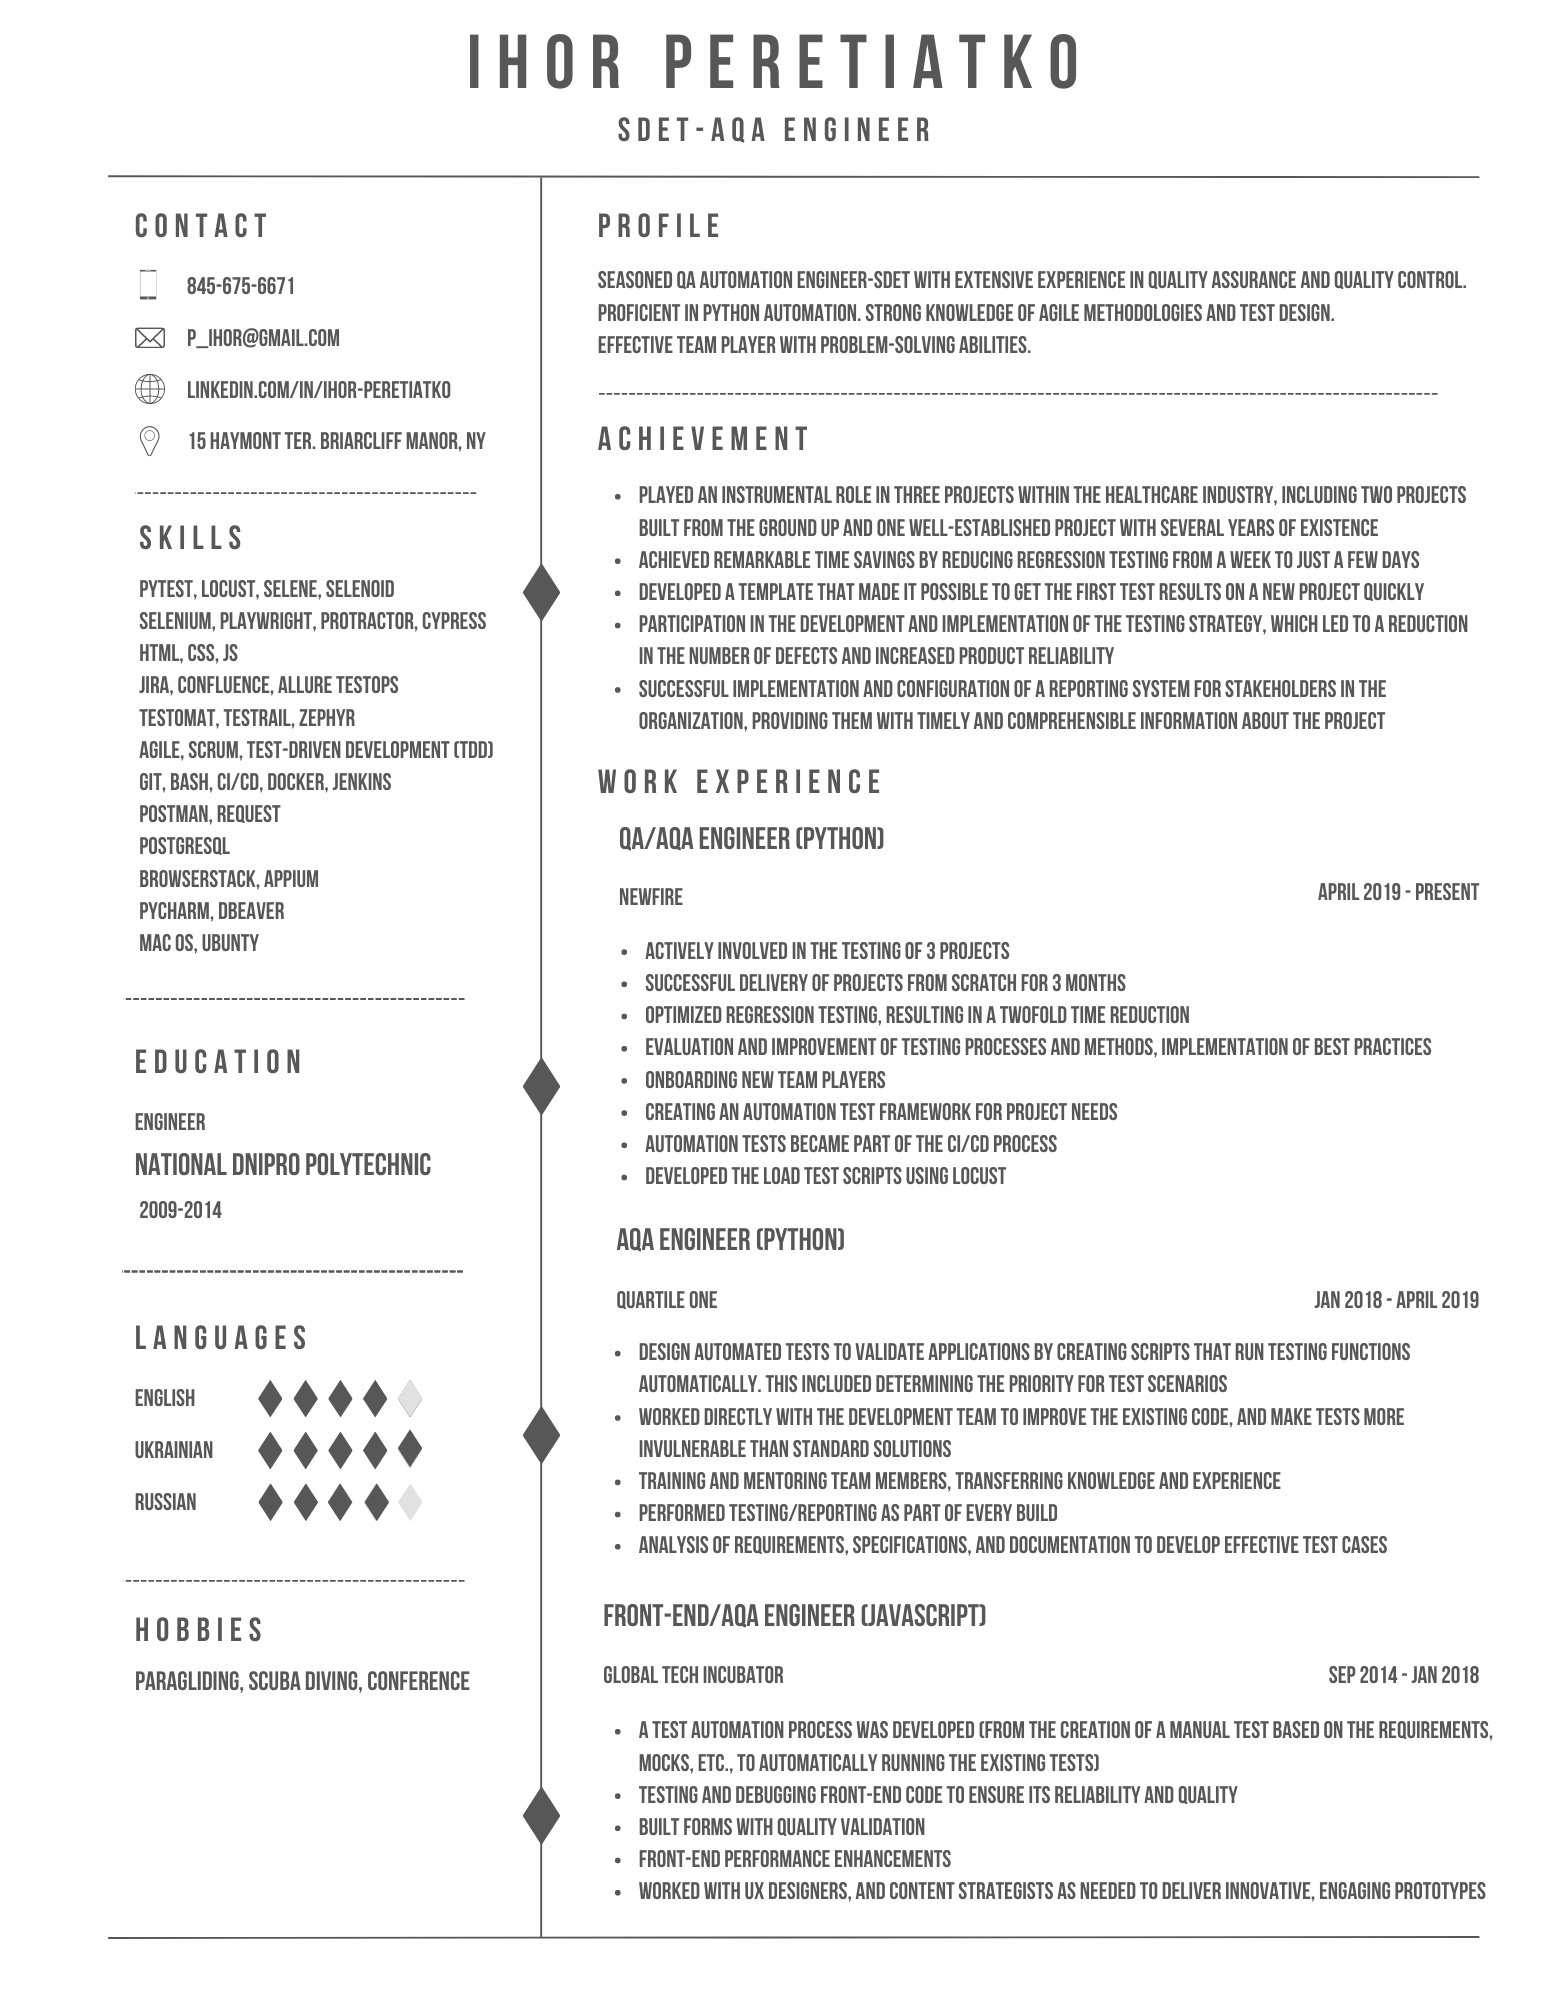 IHOR PERETIATKO
SDET-AQA ENGINEER
CONTACT
845-675-6671
P_IHOR@GMAIL.COM
LINKEDIN.COM/IN/IHOR-PERETIATKO
15 HAYMONT TER. BRIARCLIFF MANOR, NY
SKILLS
PYTEST, LOCUST, SELENE, SELENOID
SELENIUM, PLAYWRIGHT, PROTRACTOR, CYPRESS
HTML, CSS, JS
JIRA, CONFLUENCE, ALLURE TESTOPS
TESTOMAT, TESTRAIL, ZEPHYR
AGILE, SCRUM, TEST-DRIVEN DEVELOPMENT (TDD)
GIT, BASH, CI/CD, DOCKER, JENKINS
POSTMAN, REQUEST
POSTGRESQL
BROWSERSTACK, APPIUM
PYCHARM, DBEAVER
MAC OS, UBUNTY
EDUCATION
ENGINEER
NATIONAL DNIPRO POLYTECHNIC
2009-2014
LANGUAGES
ENGLISH
UKRAINIAN
RUSSIAN
HOBBIES
PARAGLIDING, SCUBA DIVING, CONFERENCE
PROFILE
SEASONED QA AUTOMATION ENGINEER-SDET WITH EXTENSIVE EXPERIENCE IN QUALITY ASSURANCE AND QUALITY CONTROL.
PROFICIENT IN PYTHON AUTOMATION. STRONG KNOWLEDGE OF AGILE METHODOLOGIES AND TEST DESIGN.
EFFECTIVE TEAM PLAYER WITH PROBLEM-SOLVING ABILITIES.
ACHIEVEMENT
• PLAYED AN INSTRUMENTAL ROLE IN THREE PROJECTS WITHIN THE HEALTHCARE INDUSTRY, INCLUDING TWO PROJECTS
BUILT FROM THE GROUND UP AND ONE WELL-ESTABLISHED PROJECT WITH SEVERAL YEARS OF EXISTENCE
• ACHIEVED REMARKABLE TIME SAVINGS BY REDUCING REGRESSION TESTING FROM A WEEK TO JUST A FEW DAYS
• DEVELOPED A TEMPLATE THAT MADE IT POSSIBLE TO GET THE FIRST TEST RESULTS ON A NEW PROJECT QUICKLY
• PARTICIPATION IN THE DEVELOPMENT AND IMPLEMENTATION OF THE TESTING STRATEGY, WHICH LED TO A REDUCTION
IN THE NUMBER OF DEFECTS AND INCREASED PRODUCT RELIABILITY
• SUCCESSFUL IMPLEMENTATION AND CONFIGURATION OF A REPORTING SYSTEM FOR STAKEHOLDERS IN THE
ORGANIZATION, PROVIDING THEM WITH TIMELY AND COMPREHENSIBLE INFORMATION ABOUT THE PROJECT
WORK EXPERIENCE
QA/AQA ENGINEER (PYTHON)
NEWFIRE
APRIL 2019 - PRESENT
• ACTIVELY INVOLVED IN THE TESTING OF 3 PROJECTS
• SUCCESSFUL DELIVERY OF PROJECTS FROM SCRATCH FOR 3 MONTHS
• OPTIMIZED REGRESSION TESTING, RESULTING IN A TWOFOLD TIME REDUCTION
• EVALUATION AND IMPROVEMENT OF TESTING PROCESSES AND METHODS, IMPLEMENTATION OF BEST PRACTICES
• ONBOARDING NEW TEAM PLAYERS
• CREATING AN AUTOMATION TEST FRAMEWORK FOR PROJECT NEEDS
• AUTOMATION TESTS BECAME PART OF THE CI/CD PROCESS
• DEVELOPED THE LOAD TEST SCRIPTS USING LOCUST
AQA ENGINEER (PYTHON)
QUARTILE ONE
JAN 2018 - APRIL 2019
• DESIGN AUTOMATED TESTS TO VALIDATE APPLICATIONS BY CREATING SCRIPTS THAT RUN TESTING FUNCTIONS
AUTOMATICALLY. THIS INCLUDED DETERMINING THE PRIORITY FOR TEST SCENARIOS
• WORKED DIRECTLY WITH THE DEVELOPMENT TEAM TO IMPROVE THE EXISTING CODE, AND MAKE TESTS MORE
INVULNERABLE THAN STANDARD SOLUTIONS
• TRAINING AND MENTORING TEAM MEMBERS, TRANSFERRING KNOWLEDGE AND EXPERIENCE
• PERFORMED TESTING/REPORTING AS PART OF EVERY BUILD
• ANALYSIS OF REQUIREMENTS, SPECIFICATIONS, AND DOCUMENTATION TO DEVELOP EFFECTIVE TEST CASES
FRONT-END/AQA ENGINEER (JAVASCRIPT)
GLOBAL TECH INCUBATOR
SEP 2014 - JAN 2018
• A TEST AUTOMATION PROCESS WAS DEVELOPED (FROM THE CREATION OF A MANUAL TEST BASED ON THE REQUIREMENTS,
MOCKS, ETC., TO AUTOMATICALLY RUNNING THE EXISTING TESTS)
• TESTING AND DEBUGGING FRONT-END CODE TO ENSURE ITS RELIABILITY AND QUALITY
• BUILT FORMS WITH QUALITY VALIDATION
• FRONT-END PERFORMANCE ENHANCEMENTS
• WORKED WITH UX DESIGNERS, AND CONTENT STRATEGISTS AS NEEDED TO DELIVER INNOVATIVE, ENGAGING PROTOTYPES